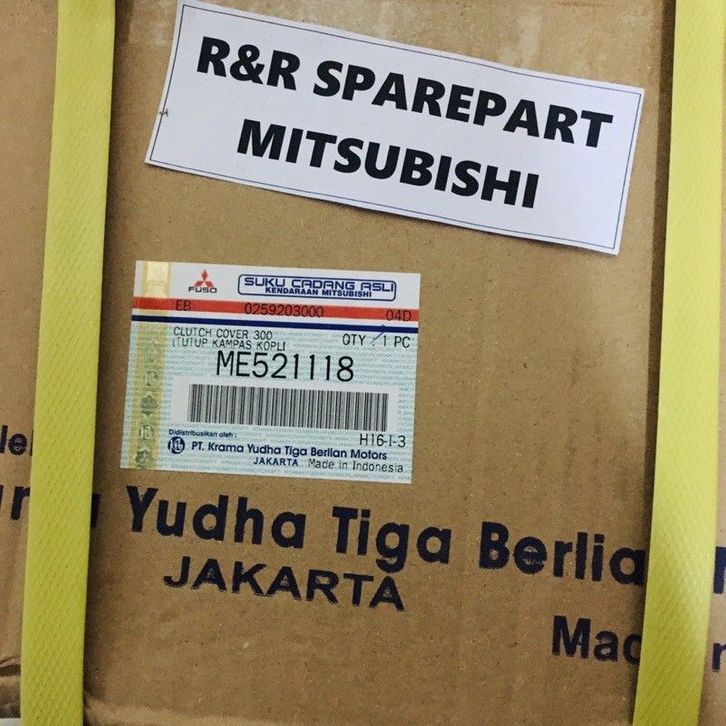 R&R SPAREPART
MITSUBISHI
FUSO
SUKU CADANG ASLI
KENDARAAN MITSUBISHI
EB 0259203000 04D
CLUTCH COVER 300
(TUTUP KAMPAS KOPLI
QTY : 1 PC
ME521118
H16-I-3
Didistribusikan oleh :
PT. Krama Yudha Tiga Berlian Motors
JAKARTA Made in Indonesia
Yudha Tiga Berlia
JAKARTA
Mad